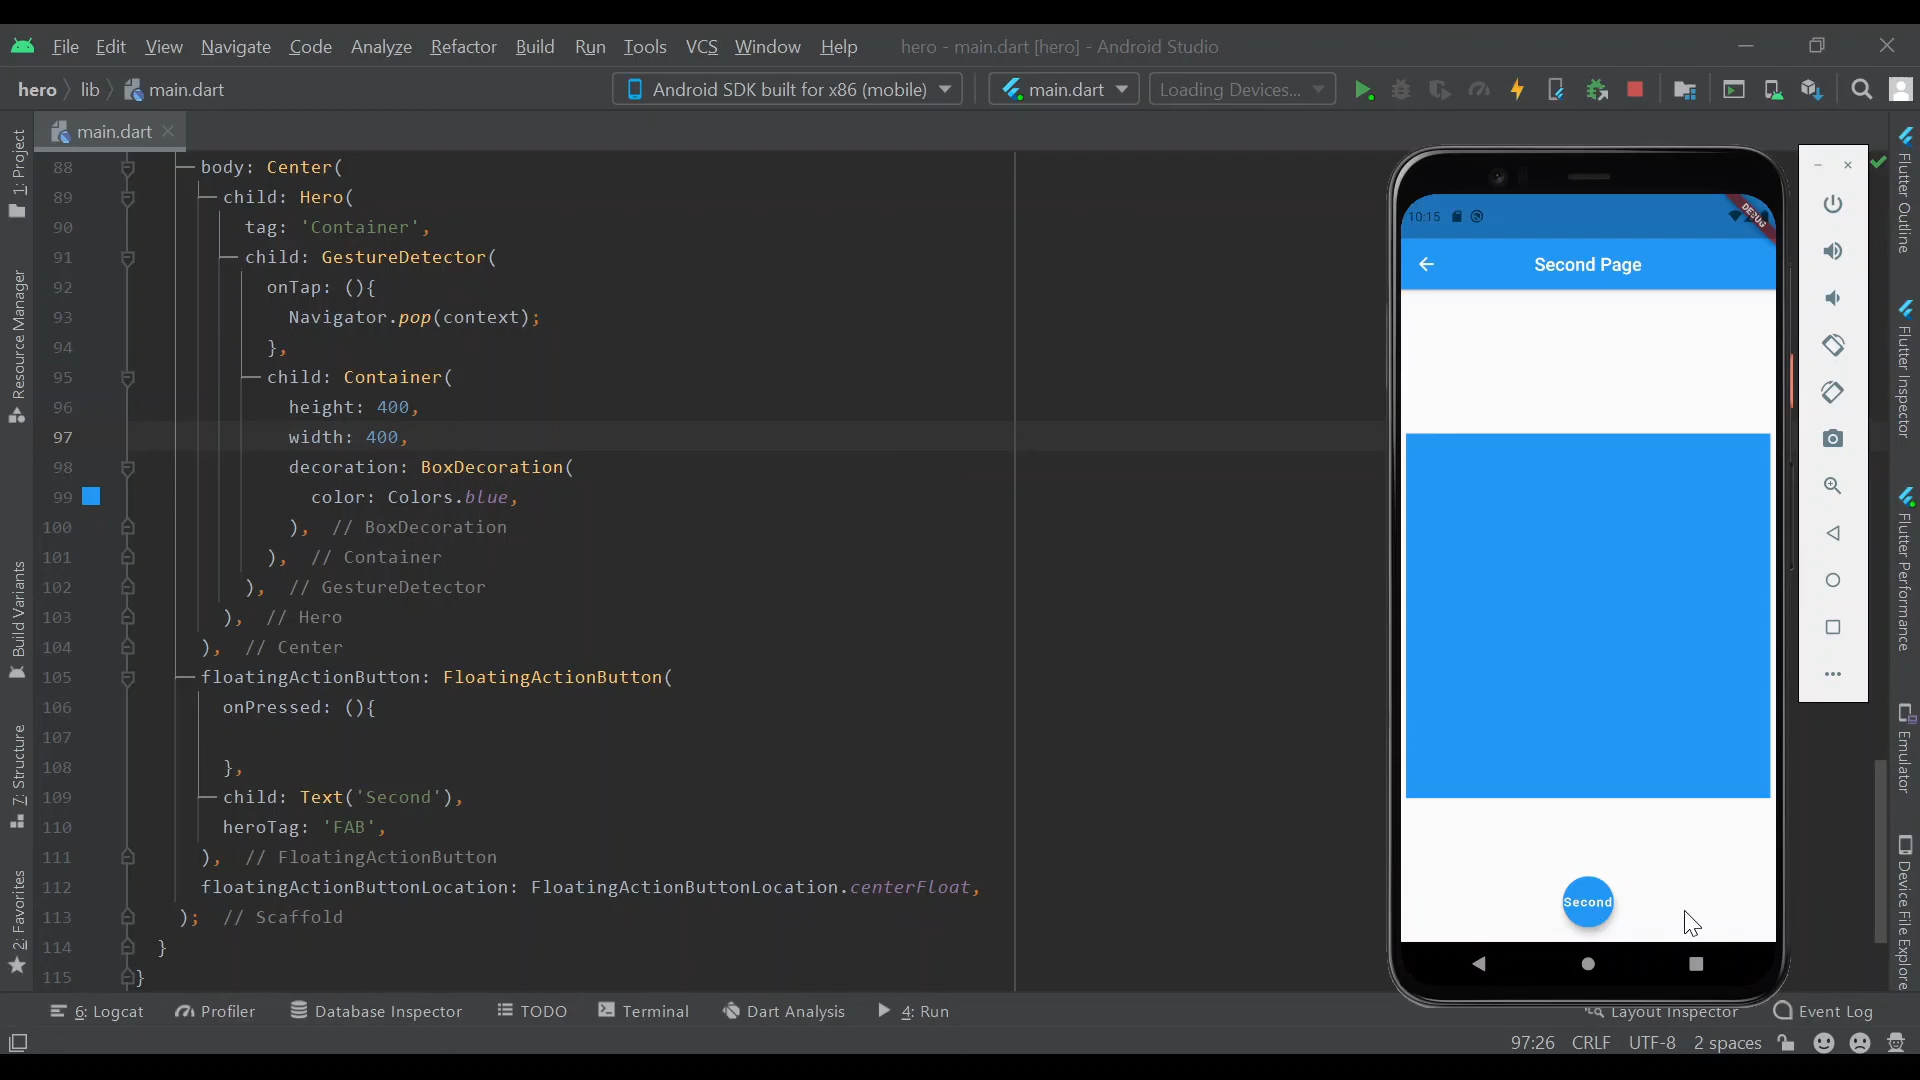 File Edit View Navigate Code Analyze Refactor Build Run Tools VCS Window Help hero - main.dart [hero] - Android Studio
hero lib main.dart Android SDK built for x86 (mobile) main.dart Loading Devices...
main.dart
1: Project
Resource Manager
Build Variants
7: Structure
2: Favorites
88 body: Center(
89 child: Hero(
90 tag: 'Container',
91 child: GestureDetector(
92 onTap: (){
93 Navigator.pop(context);
94 },
95 child: Container(
96 height: 400,
97 width: 400,
98 decoration: BoxDecoration(
99 color: Colors.blue,
100 ), // BoxDecoration
101 ), // Container
102 ), // GestureDetector
103 ), // Hero
104 ), // Center
105 floatingActionButton: FloatingActionButton(
106 onPressed: (){
107
108 },
109 child: Text('Second'),
110 heroTag: 'FAB',
111 ), // FloatingActionButton
112 floatingActionButtonLocation: FloatingActionButtonLocation.centerFloat,
113 ); // Scaffold
114 }
115 }
10:15
DEBUG
Second Page
Second
Flutter Outline
Flutter Inspector
Flutter Performance
Emulator
Device File Explore
6: Logcat Profiler Database Inspector TODO Terminal Dart Analysis 4: Run Layout Inspector Event Log
97:26 CRLF UTF-8 2 spaces